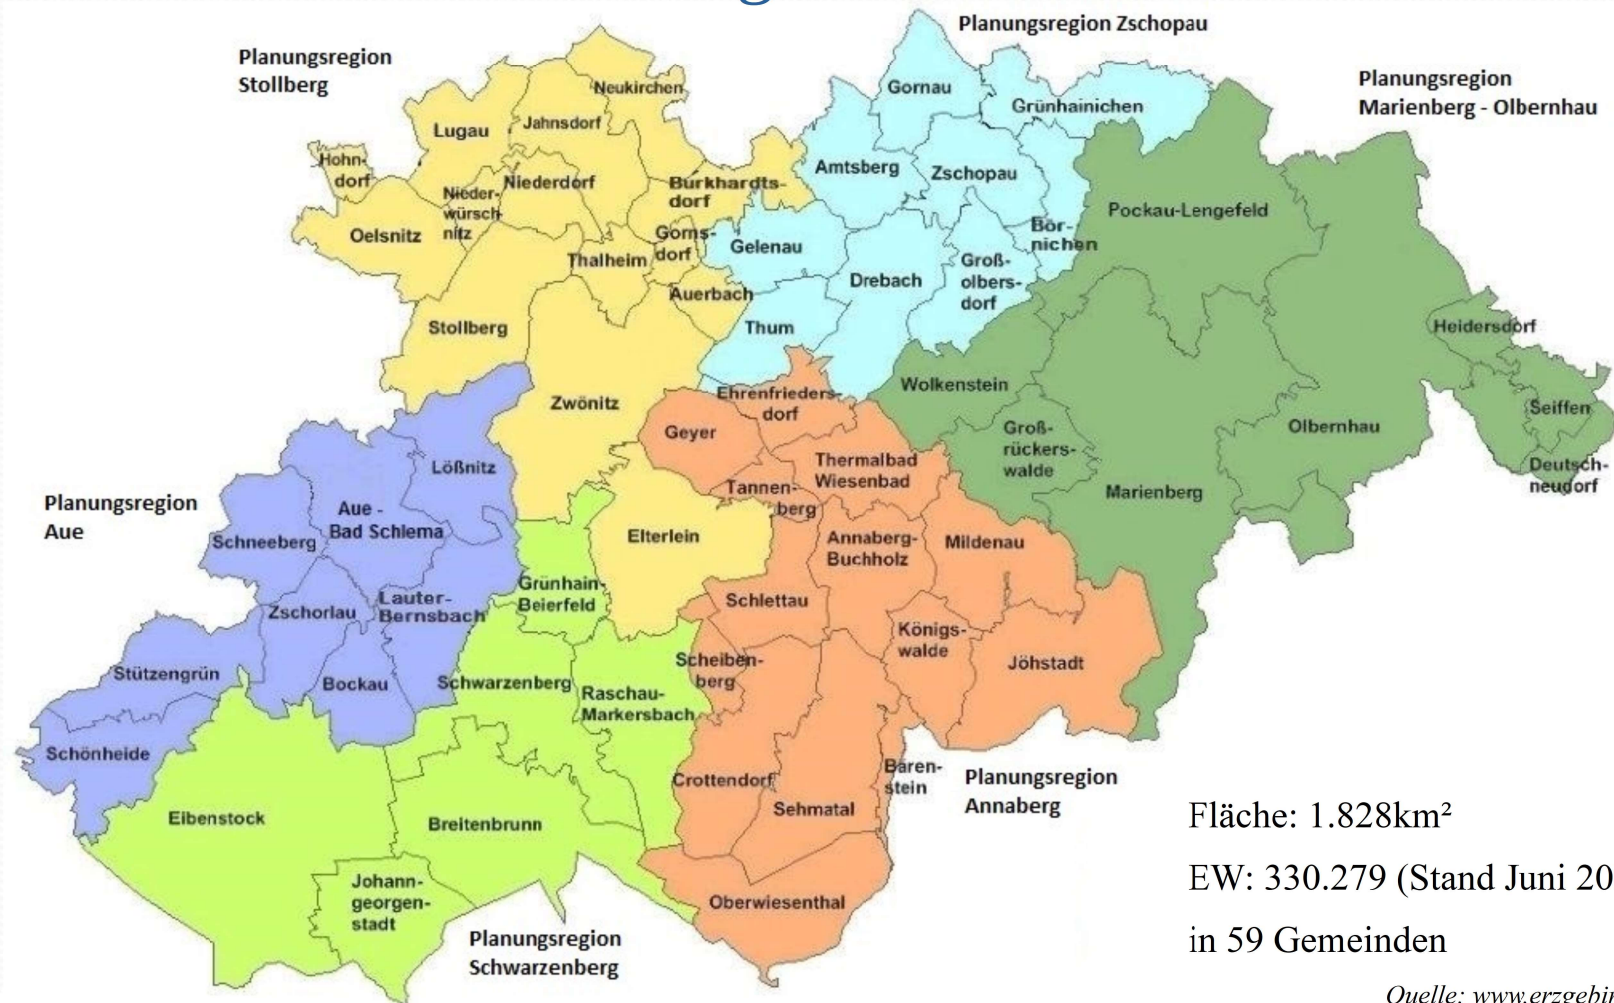 Planungsregion Zschopau
Planungsregion
Stollberg
Planungsregion
Marienberg - Olbernhau
Neukirchen
Gornau
Grünhainichen
Lugau
Jahnsdorf
Hohn-
dorf
Amtsberg
Zschopau
Nieder-
würsch-
nitz
Niederdorf
Burkhardts-
dorf
Pockau-Lengefeld
Oelsnitz
Thalheim
Goms-
dorf
Gelenau
Bör-
nichen
Drebach
Groß-
olbers-
dorf
Auerbach
Stollberg
Thum
Heidersdorf
Zwönitz
Ehrenfrieders-
dorf
Wolkenstein
Seiffen
Geyer
Groß-
rückers-
walde
Olbernhau
Lößnitz
Thermalbad
Wiesenbad
Deutsch-
neudorf
Tannen-
berg
Marienberg
Planungsregion
Aue
Aue -
Bad Schlema
Schneeberg
Elterlein
Annaberg-
Buchholz
Mildenau
Grünhain-
Beierfeld
Zschorlau
Lauter-
Bernsbach
Schlettau
Königs-
walde
Jöhstadt
Stützengrün
Bockau
Schwarzenberg
Scheiben-
berg
Raschau-
Markersbach
Schönheide
Crottendorf
Bären-
stein
Planungsregion
Annaberg
Sehmatal
Eibenstock
Breitenbrunn
Johann-
georgen-
stadt
Oberwiesenthal
Planungsregion
Schwarzenberg
Fläche: 1.828km²
EW: 330.279 (Stand Juni 20
in 59 Gemeinden
Quelle: www.erzgebir